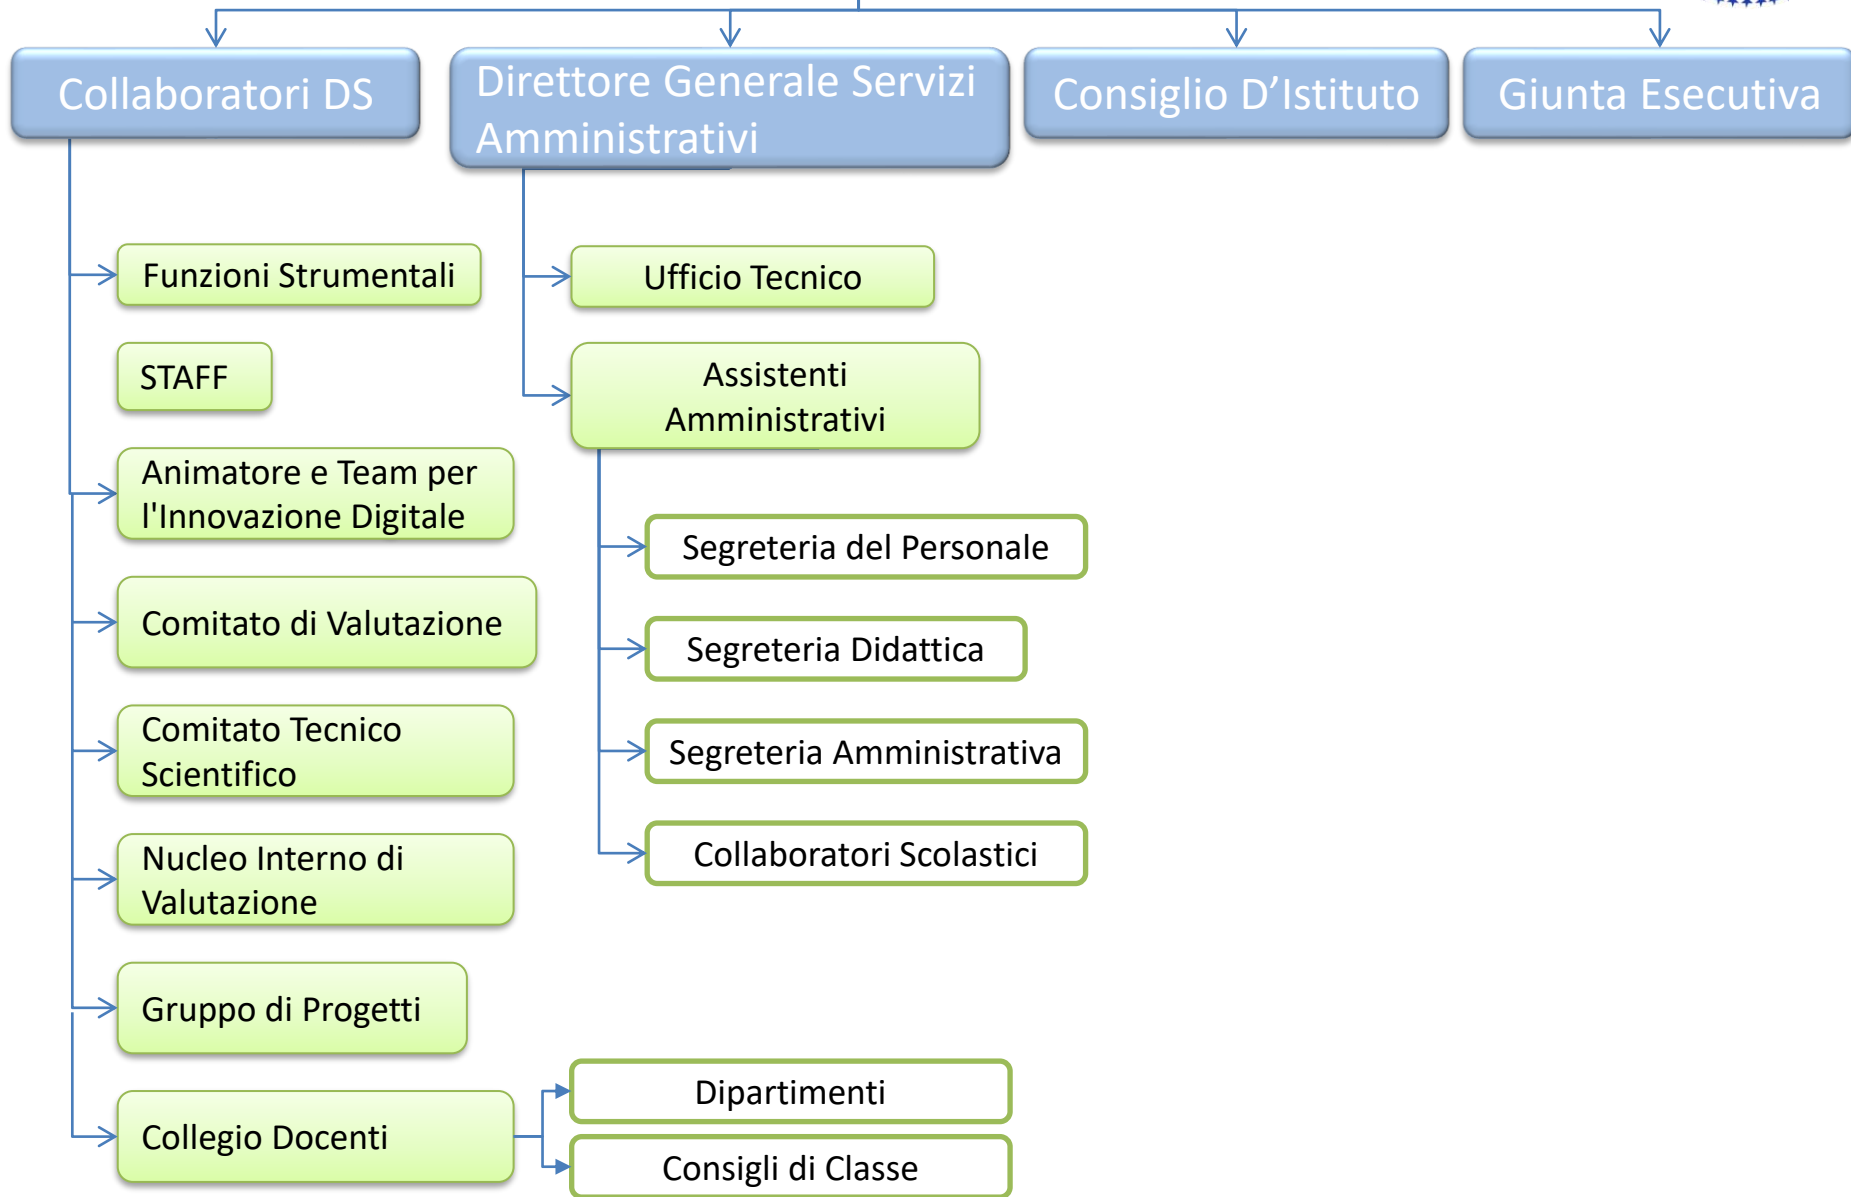 Collaboratori DS
Direttore Generale Servizi
Amministrativi
Consiglio D’Istituto
Giunta Esecutiva
Funzioni Strumentali
STAFF
Animatore e Team per
l'Innovazione Digitale
Comitato di Valutazione
Comitato Tecnico
Scientifico
Nucleo Interno di
Valutazione
Gruppo di Progetti
Collegio Docenti
Dipartimenti
Consigli di Classe
Ufficio Tecnico
Assistenti
Amministrativi
Segreteria del Personale
Segreteria Didattica
Segreteria Amministrativa
Collaboratori Scolastici